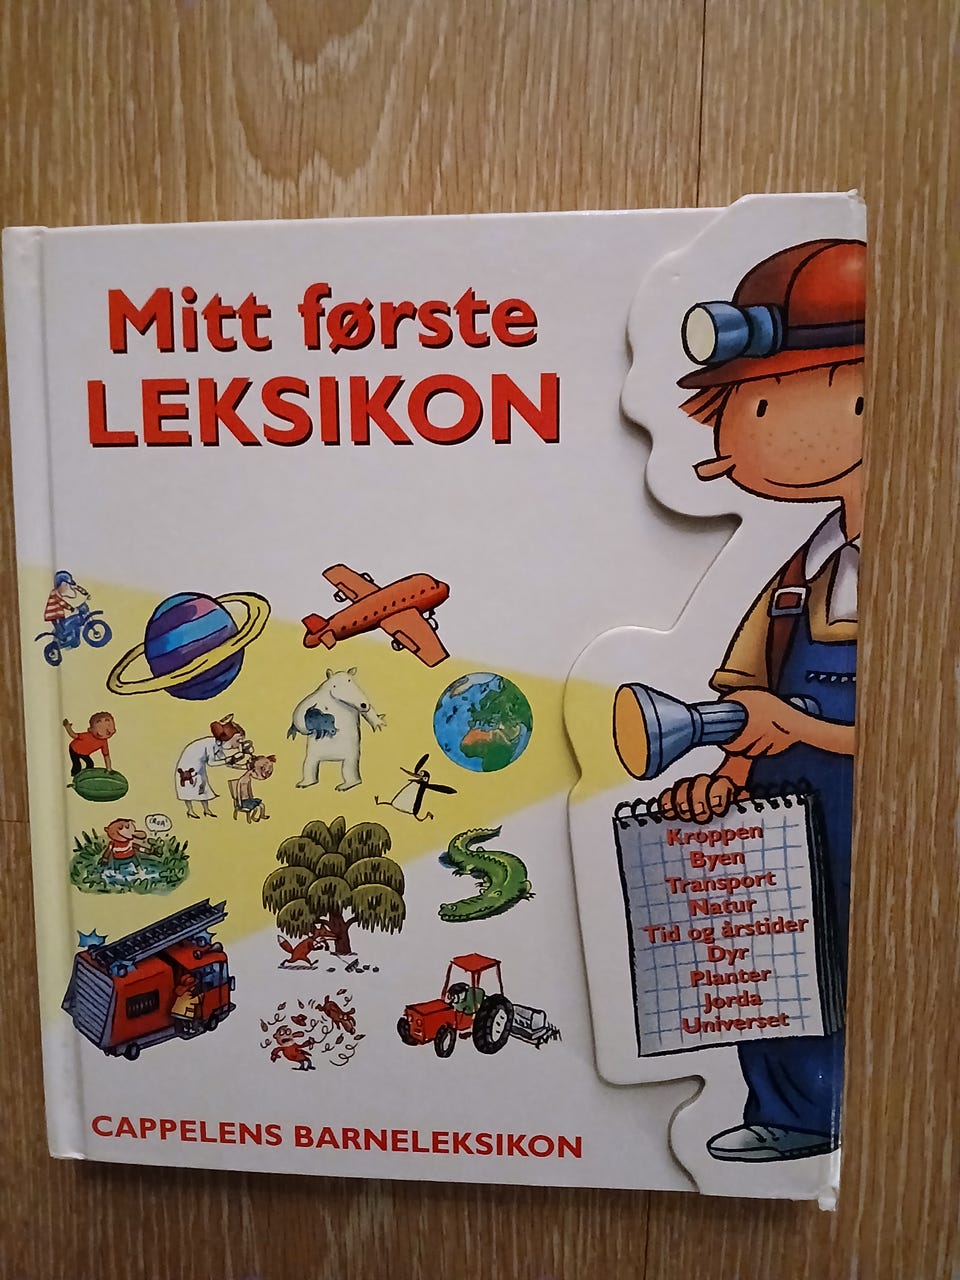 Mitt første
LEKSIKON
Kroppen
Byen
Transport
Natur
Tid og årstider
Dyr
Planter
Jorda
Universet
CAPPELENS BARNELEKSIKON